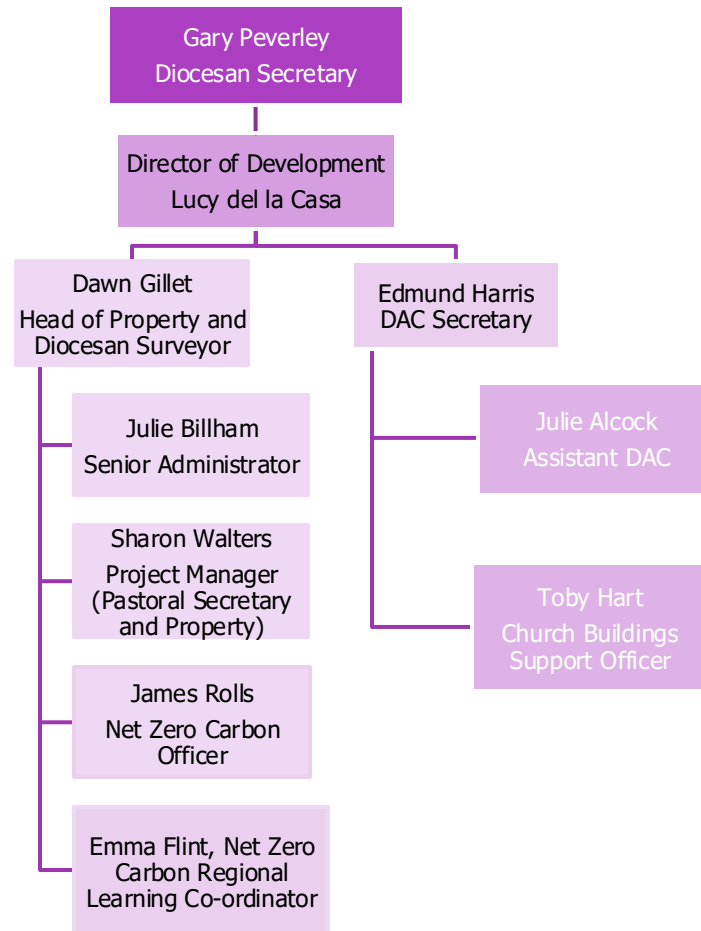 Gary Peverley
Diocesan Secretary
Director of Development
Lucy del la Casa
Dawn Gillet
Head of Property and
Diocesan Surveyor
Edmund Harris
DAC Secretary
Julie Billham
Senior Administrator
Sharon Walters
Project Manager
(Pastoral Secretary
and Property)
James Rolls
Net Zero Carbon
Officer
Emma Flint, Net Zero
Carbon Regional
Learning Co-ordinator
Julie Alcock
Assistant DAC
Toby Hart
Church Buildings
Support Officer